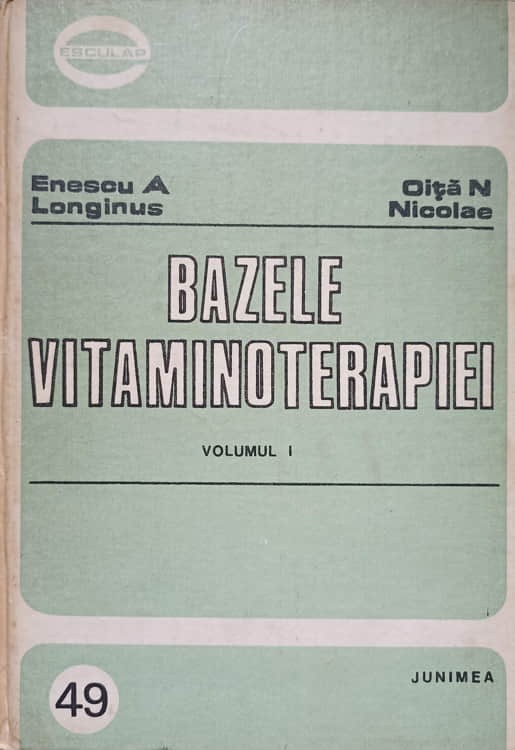 ESCULAP
Enescu A
Longinus
Oiţă N
Nicolae
BAZELE
VITAMINOTERAPIEI
VOLUMUL I
49
JUNIMEA